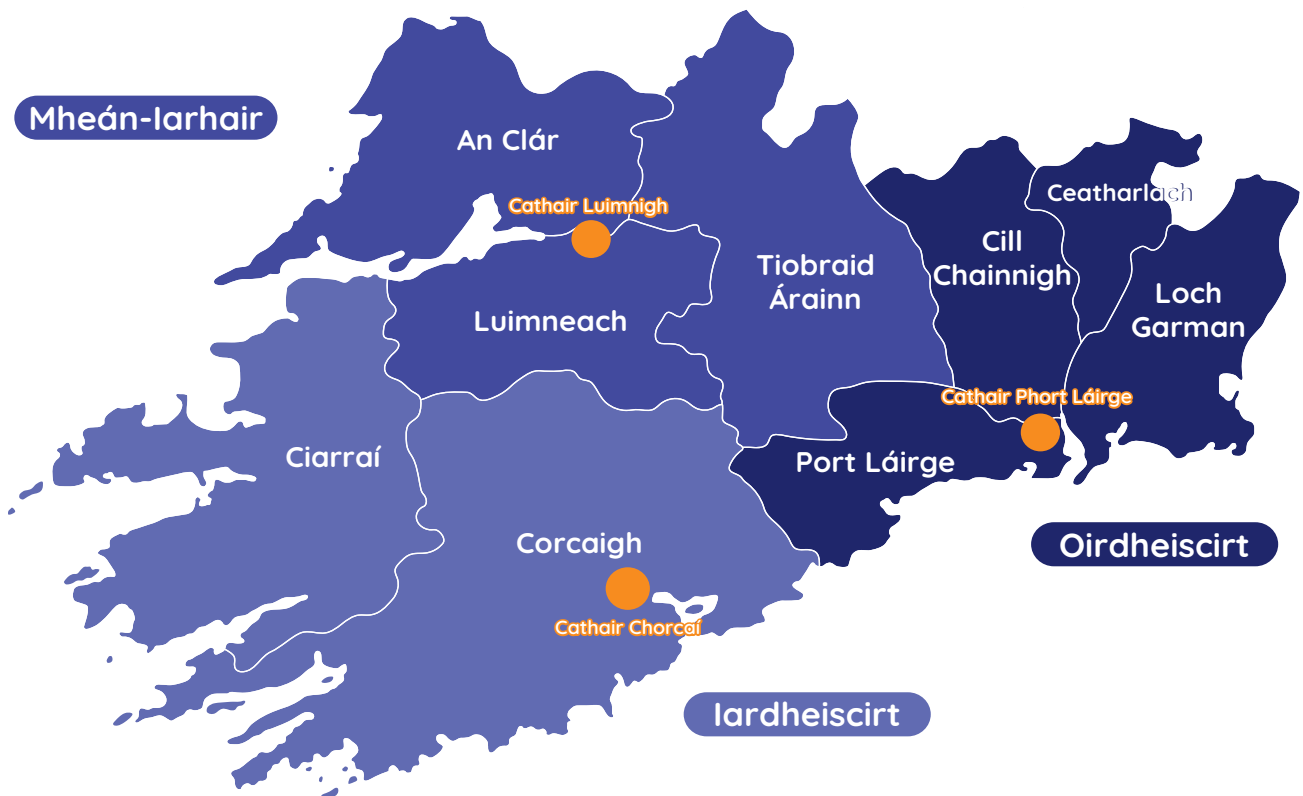 Mheán-Iarhair
An Clár
Cathair Luimnigh
Ceatharlach
Cill
Chainnigh
Tiobraid
Árainn
Loch
Garman
Luimneach
Cathair Phort Láirge
Ciarraí
Port Láirge
Corcaigh
Oirdheiscirt
Cathair Chorcaí
Iardheiscirt